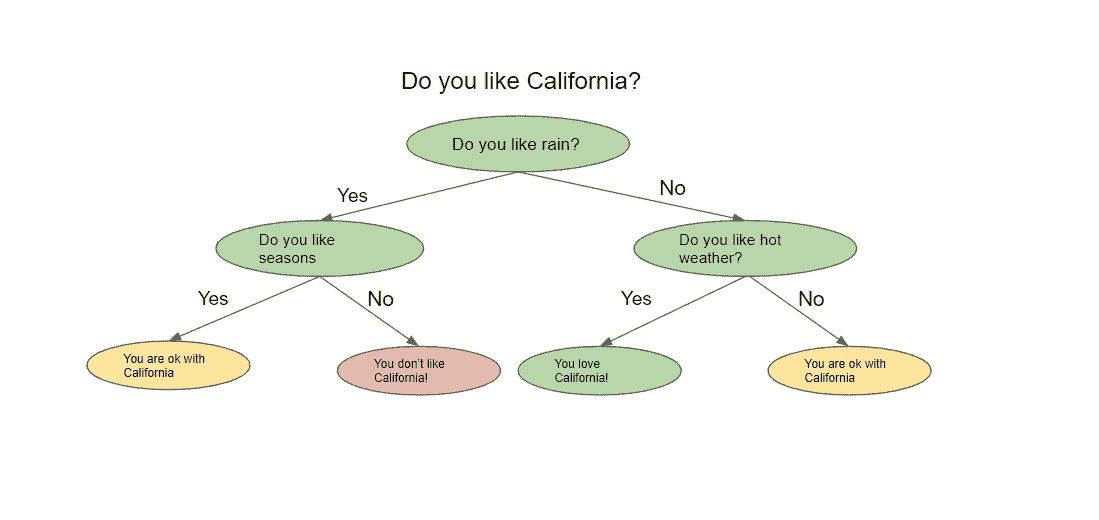 Do you like California?
Do you like rain?
Yes
No
Do you like
seasons
Do you like hot
weather?
Yes
No
Yes
No
You are ok with
California
You don't like
California!
You love
California!
You are ok with
California